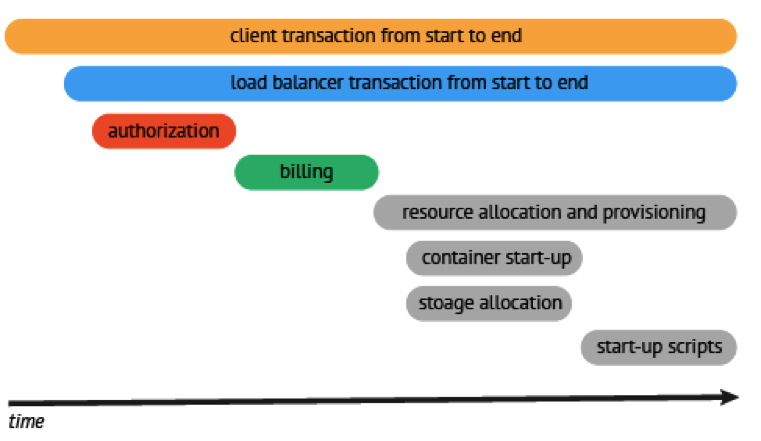 client transaction from start to end
load balancer transaction from start to end
authorization
billing
resource allocation and provisioning
container start-up
stoage allocation
start-up scripts
time